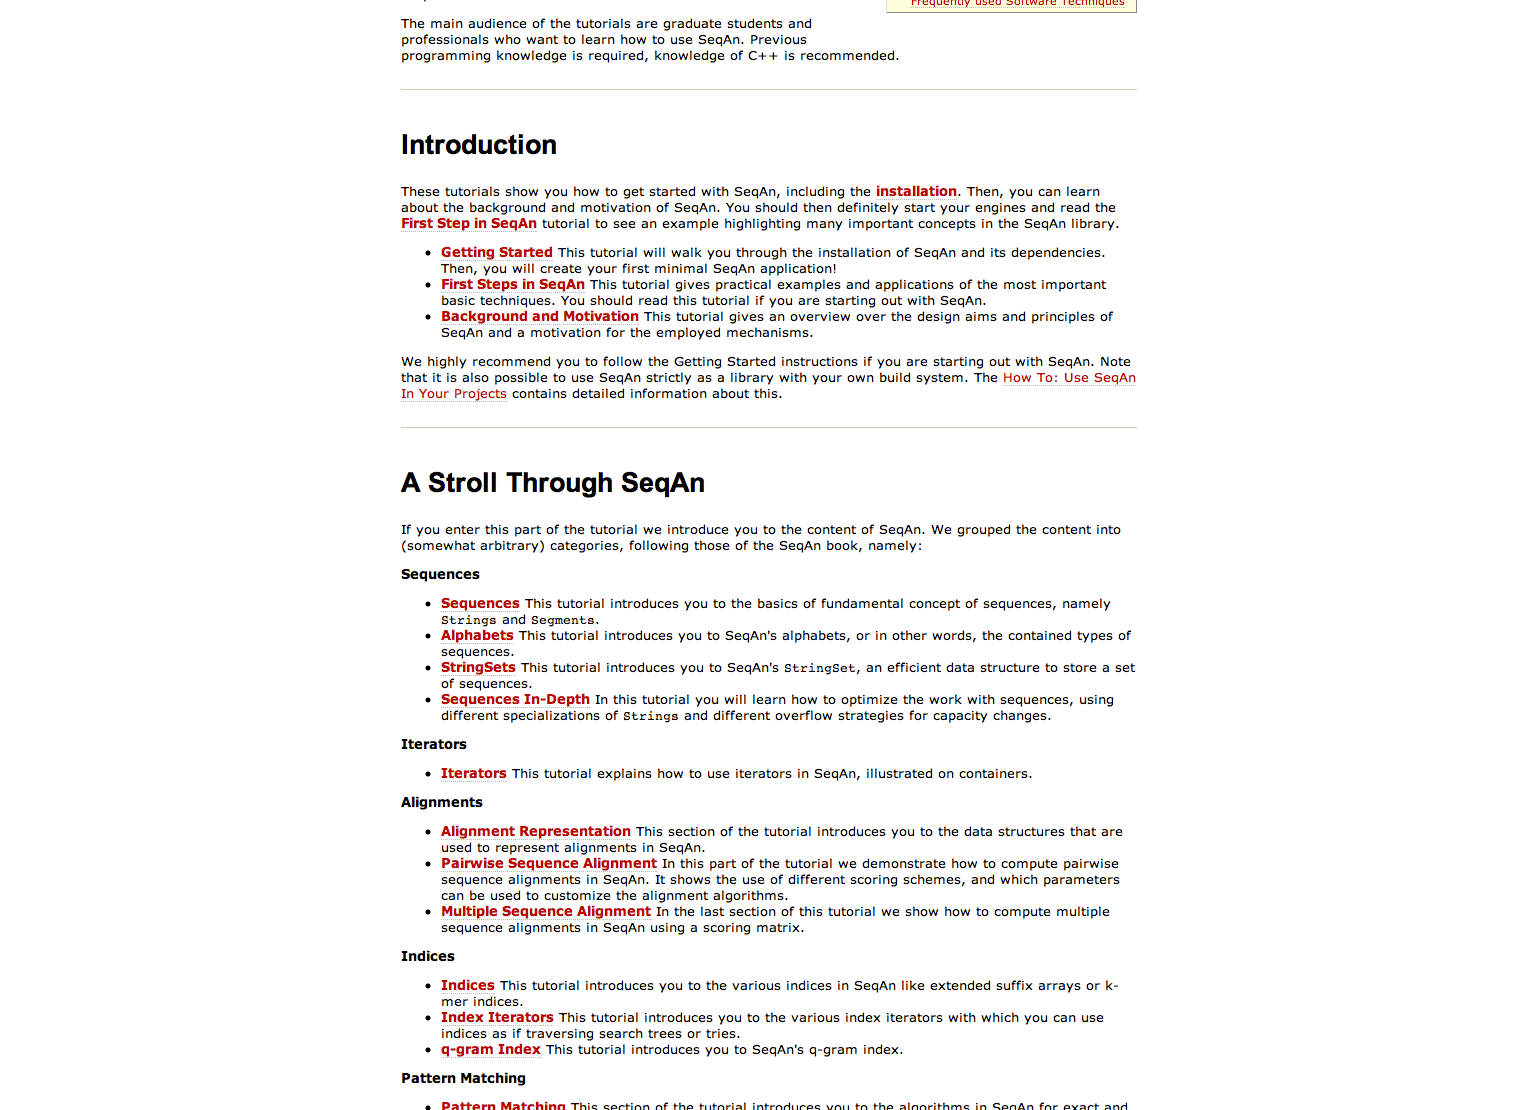 Frequently used Software Techniques
The main audience of the tutorials are graduate students and
professionals who want to learn how to use SeqAn. Previous
programming knowledge is required, knowledge of C++ is recommended.
Introduction
These tutorials show you how to get started with SeqAn, including the installation. Then, you can learn
about the background and motivation of SeqAn. You should then definitely start your engines and read the
First Step in SeqAn tutorial to see an example highlighting many important concepts in the SeqAn library.
• Getting Started This tutorial will walk you through the installation of SeqAn and its dependencies.
Then, you will create your first minimal SeqAn application!
• First Steps in SeqAn This tutorial gives practical examples and applications of the most important
basic techniques. You should read this tutorial if you are starting out with SeqAn.
• Background and Motivation This tutorial gives an overview over the design aims and principles of
SeqAn and a motivation for the employed mechanisms.
We highly recommend you to follow the Getting Started instructions if you are starting out with SeqAn. Note
that it is also possible to use SeqAn strictly as a library with your own build system. The How To: Use SeqAn
In Your Projects contains detailed information about this.
A Stroll Through SeqAn
If you enter this part of the tutorial we introduce you to the content of SeqAn. We grouped the content into
(somewhat arbitrary) categories, following those of the SeqAn book, namely:
Sequences
• Sequences This tutorial introduces you to the basics of fundamental concept of sequences, namely
Strings and Segments.
• Alphabets This tutorial introduces you to SeqAn's alphabets, or in other words, the contained types of
sequences.
• StringSets This tutorial introduces you to SeqAn's StringSet, an efficient data structure to store a set
of sequences.
• Sequences In-Depth In this tutorial you will learn how to optimize the work with sequences, using
different specializations of Strings and different overflow strategies for capacity changes.
Iterators
• Iterators This tutorial explains how to use iterators in SeqAn, illustrated on containers.
Alignments
• Alignment Representation This section of the tutorial introduces you to the data structures that are
used to represent alignments in SeqAn.
• Pairwise Sequence Alignment In this part of the tutorial we demonstrate how to compute pairwise
sequence alignments in SeqAn. It shows the use of different scoring schemes, and which parameters
can be used to customize the alignment algorithms.
• Multiple Sequence Alignment In the last section of this tutorial we show how to compute multiple
sequence alignments in SeqAn using a scoring matrix.
Indices
• Indices This tutorial introduces you to the various indices in SeqAn like extended suffix arrays or k-
mer indices.
• Index Iterators This tutorial introduces you to the various index iterators with which you can use
indices as if traversing search trees or tries.
• q-gram Index This tutorial introduces you to SeqAn's q-gram index.
Pattern Matching
• Pattern Matching This section of the tutorial introduces you to the algorithms in SeqAn for exact and